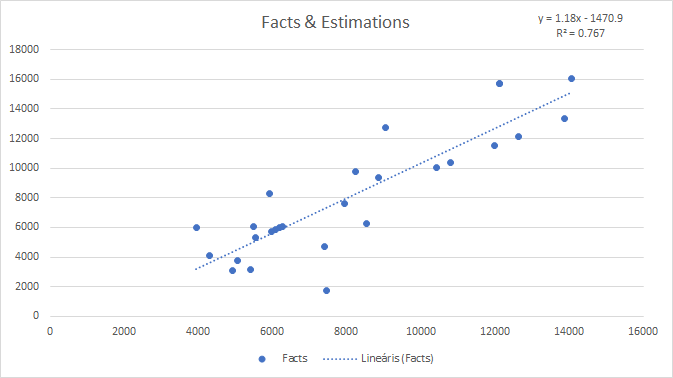 Facts & Estimations
y = 1.18x - 1470.9
R² = 0.767
18000
16000
14000
12000
10000
8000
6000
4000
2000
0
0 2000 4000 6000 8000 10000 12000 14000 16000
Facts Lineáris (Facts)